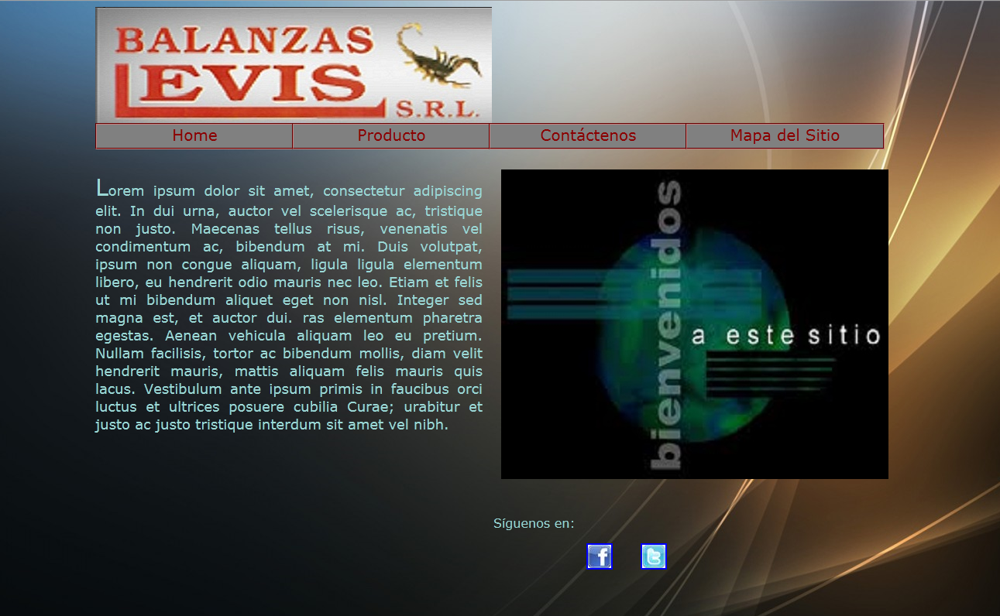 BALANZAS
LEVIS
S.R.L.
Home
Producto
Contáctenos
Mapa del Sitio
Lorem ipsum dolor sit amet, consectetur adipiscing
elit. In dui urna, auctor vel scelerisque ac, tristique
non justo. Maecenas tellus risus, venenatis vel
condimentum ac, bibendum at mi. Duis volutpat,
ipsum non congue aliquam, ligula ligula elementum
libero, eu hendrerit odio mauris nec leo. Etiam et felis
ut mi bibendum aliquet eget non nisl. Integer sed
magna est, et auctor dui. ras elementum pharetra
egestas. Aenean vehicula aliquam leo eu pretium.
Nullam facilisis, tortor ac bibendum mollis, diam velit
hendrerit mauris, mattis aliquam felis mauris quis
lacus. Vestibulum ante ipsum primis in faucibus orci
luctus et ultrices posuere cubilia Curae; urabitur et
justo ac justo tristique interdum sit amet vel nibh.
bienvenidos
a este sitio
Síguenos en:
f
t